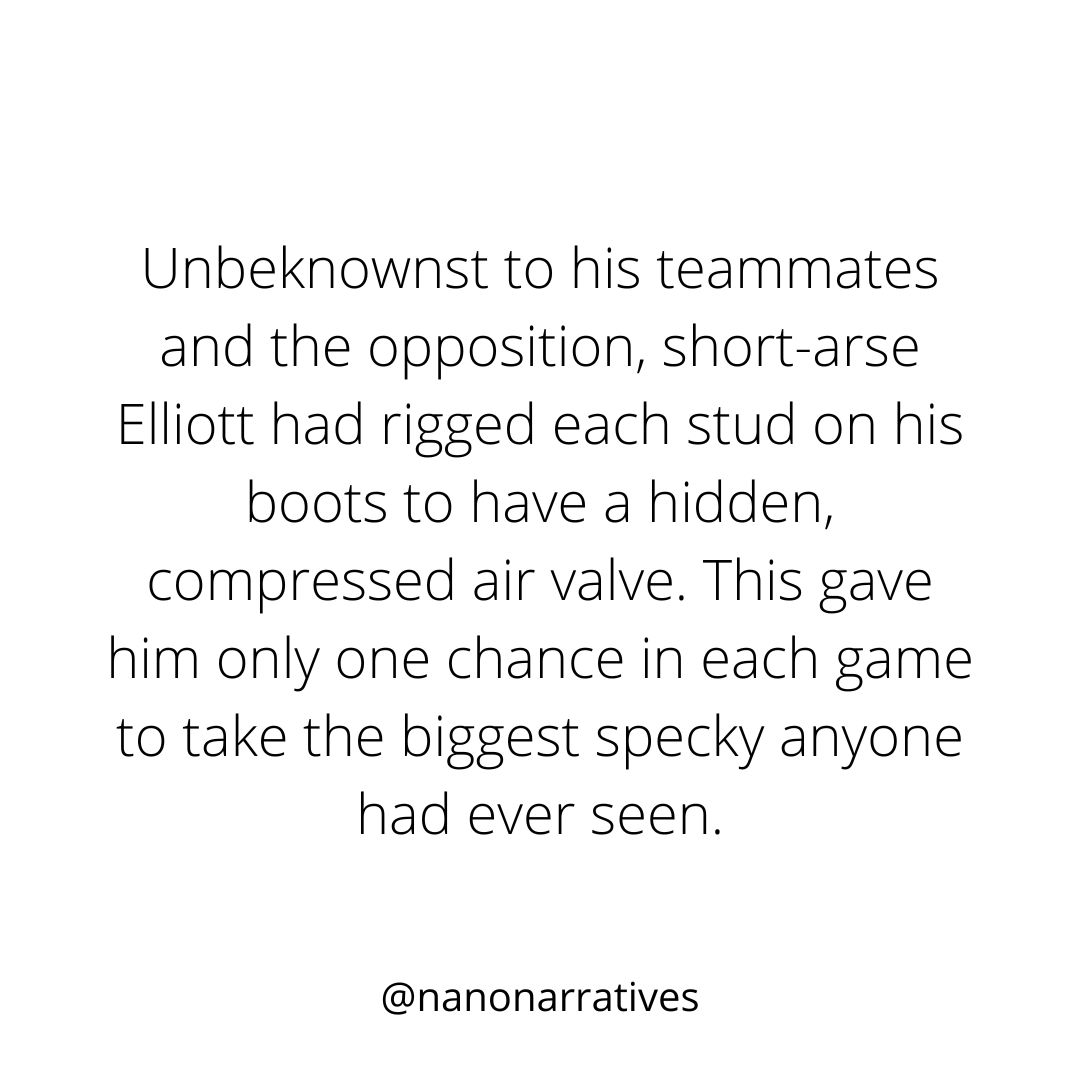 Unbeknownst to his teammates
and the opposition, short-arse
Elliott had rigged each stud on his
boots to have a hidden,
compressed air valve. This gave
him only one chance in each game
to take the biggest specky anyone
had ever seen.
@nanonarratives